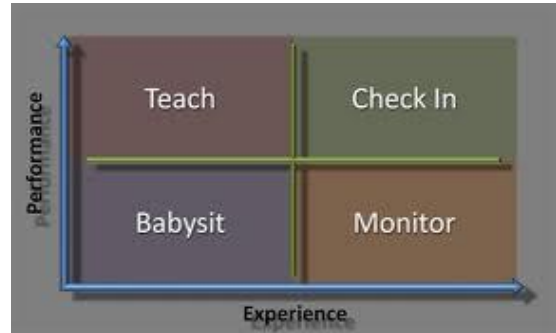 Performance
Teach
Check In
Babysit
Monitor
Experience